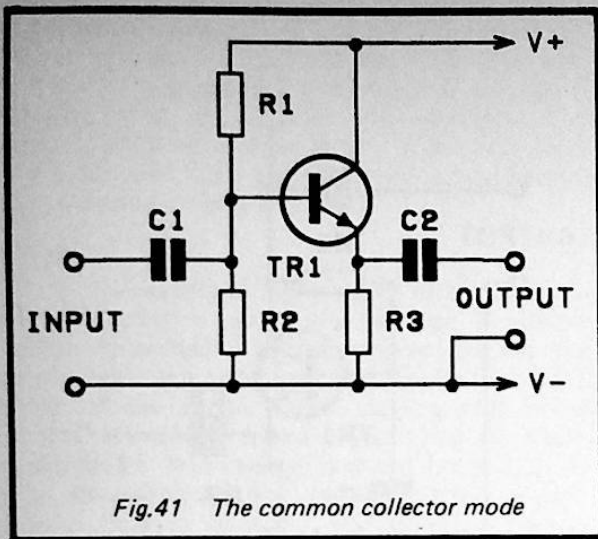 V+
R1
C1
C2
TR1
INPUT
R2
R3
OUTPUT
V-
Fig.41 The common collector mode